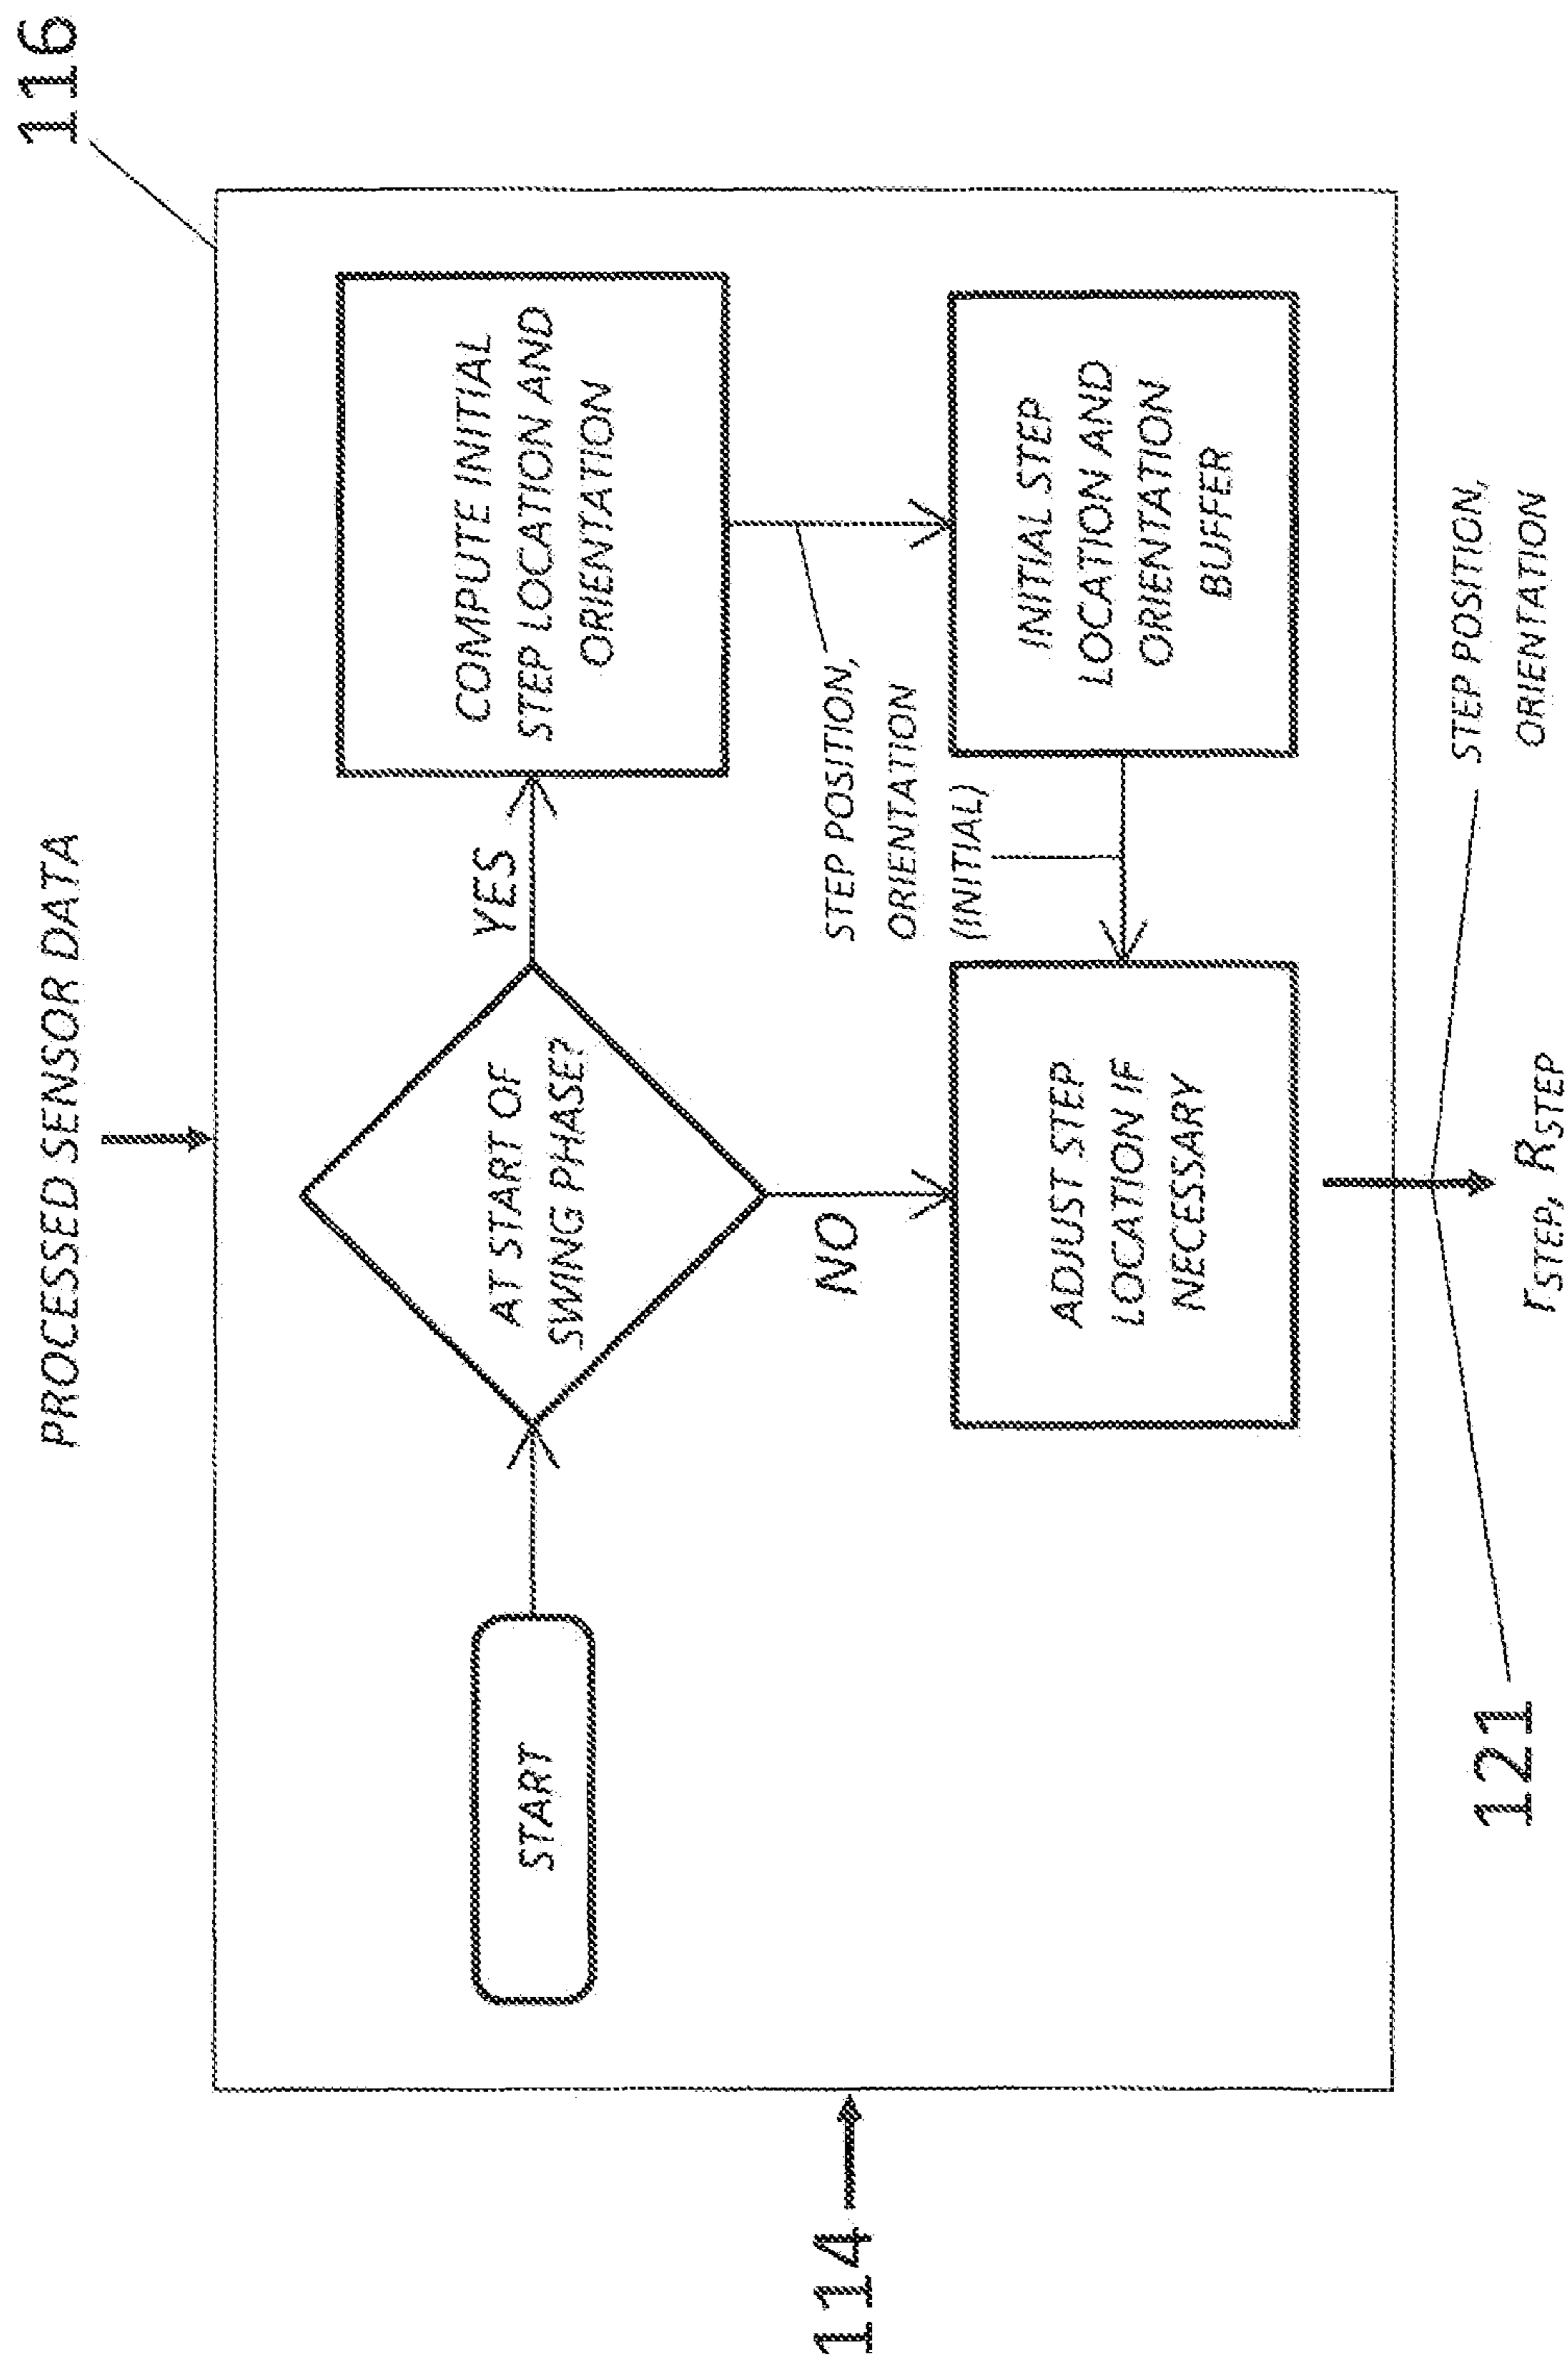 116
PROCESSED SENSOR DATA
START
AT START OF
SWING PHASE?
YES
COMPUTE INITIAL
STEP LOCATION AND
ORIENTATION
NO
STEP POSITION,
ORIENTATION
(INITIAL)
114
ADJUST STEP
LOCATION IF
NECESSARY
INITIAL STEP
LOCATION AND
ORIENTATION
BUFFER
121
STEP POSITION,
ORIENTATION
rSTEP, RSTEP